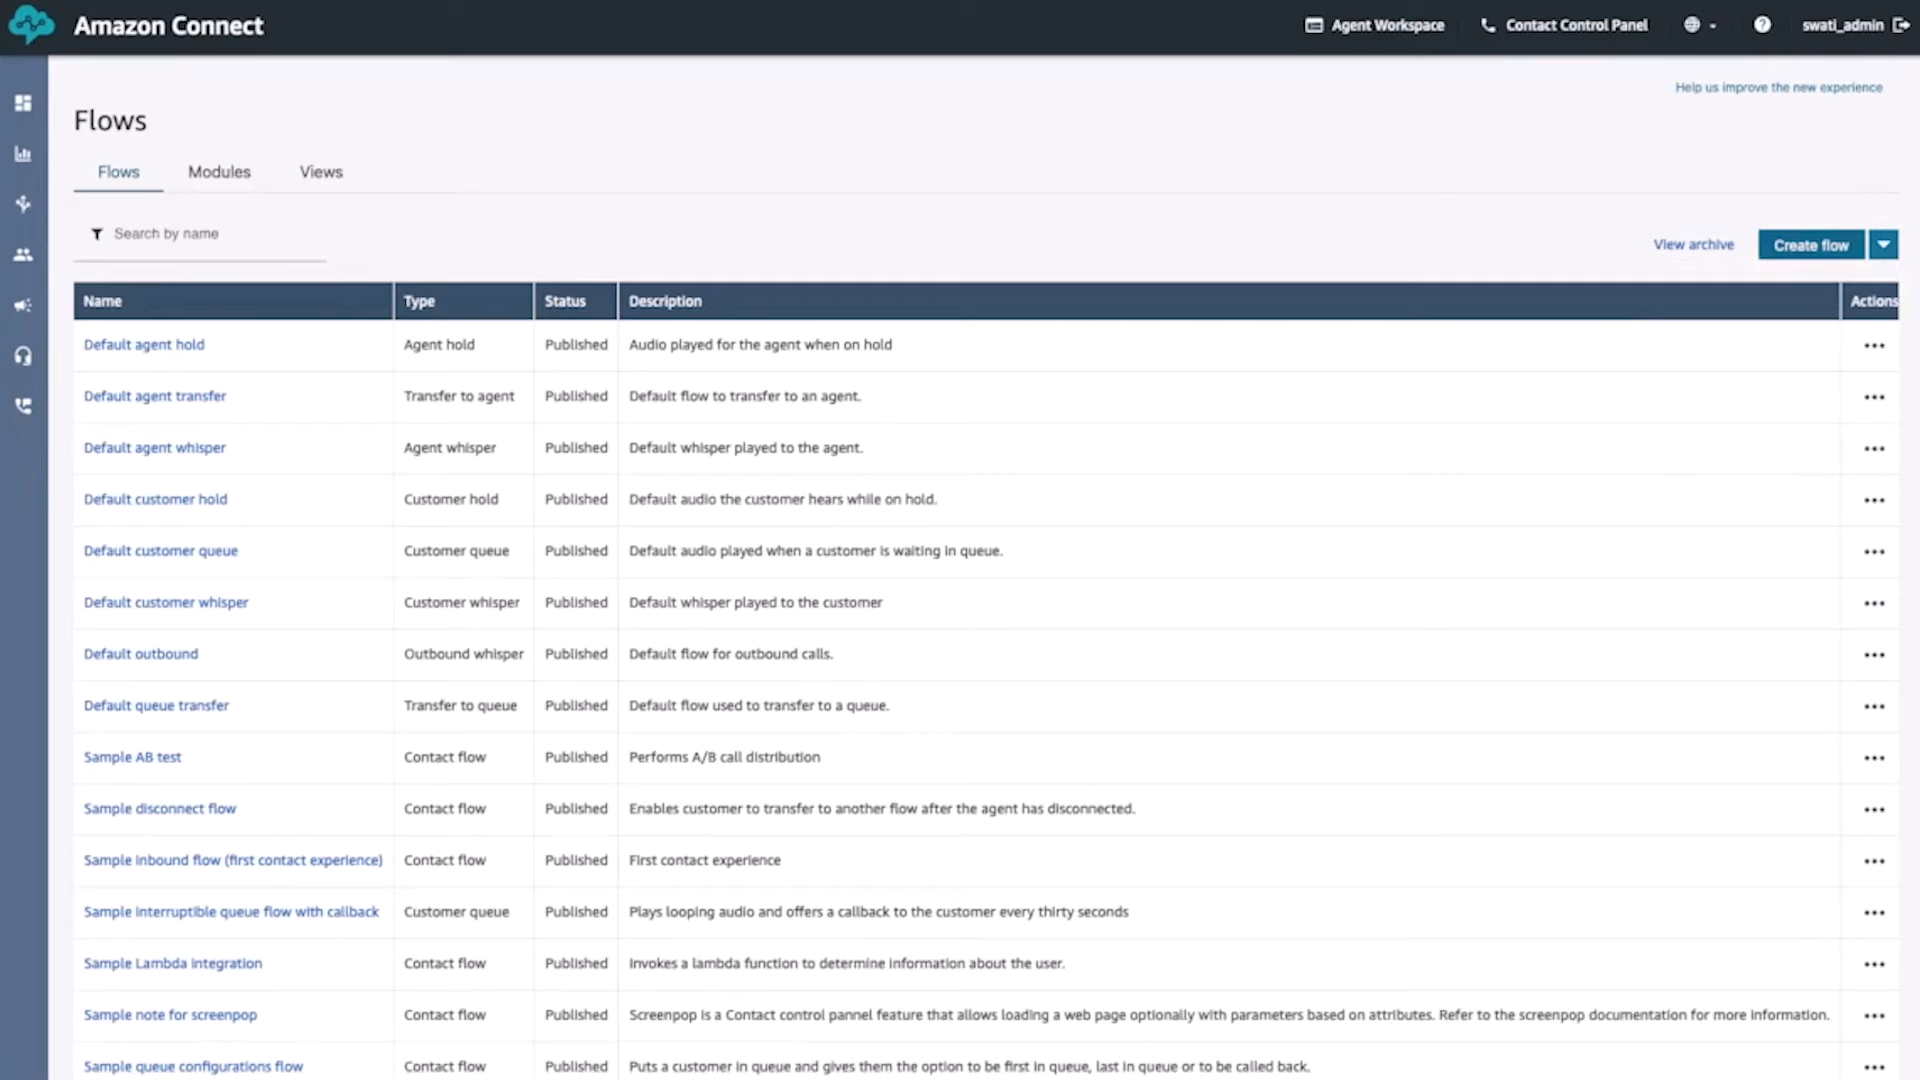 Amazon Connect
Agent Workspace
Contact Control Panel
swati_admin
Help us improve the new experience
Flows
Flows Modules Views
Search by name
View archive
Create flow
Name Type Status Description Actions
Default agent hold Agent hold Published Audio played for the agent when on hold
Default agent transfer Transfer to agent Published Default flow to transfer to an agent.
Default agent whisper Agent whisper Published Default whisper played to the agent.
Default customer hold Customer hold Published Default audio the customer hears while on hold.
Default customer queue Customer queue Published Default audio played when a customer is waiting in queue.
Default customer whisper Customer whisper Published Default whisper played to the customer
Default outbound Outbound whisper Published Default flow for outbound calls.
Default queue transfer Transfer to queue Published Default flow used to transfer to a queue.
Sample AB test Contact flow Published Performs A/B call distribution
Sample disconnect flow Contact flow Published Enables customer to transfer to another flow after the agent has disconnected.
Sample inbound flow (first contact experience) Contact flow Published First contact experience
Sample interruptible queue flow with callback Customer queue Published Plays looping audio and offers a callback to the customer every thirty seconds
Sample Lambda integration Contact flow Published Invokes a lambda function to determine information about the user.
Sample note for screenpop Contact flow Published Screenpop is a Contact control pannel feature that allows loading a web page optionally with parameters based on attributes. Refer to the screenpop documentation for more information.
Sample queue configurations flow Contact flow Published Puts a customer in queue and gives them the option to be first in queue, last in queue or to be called back.